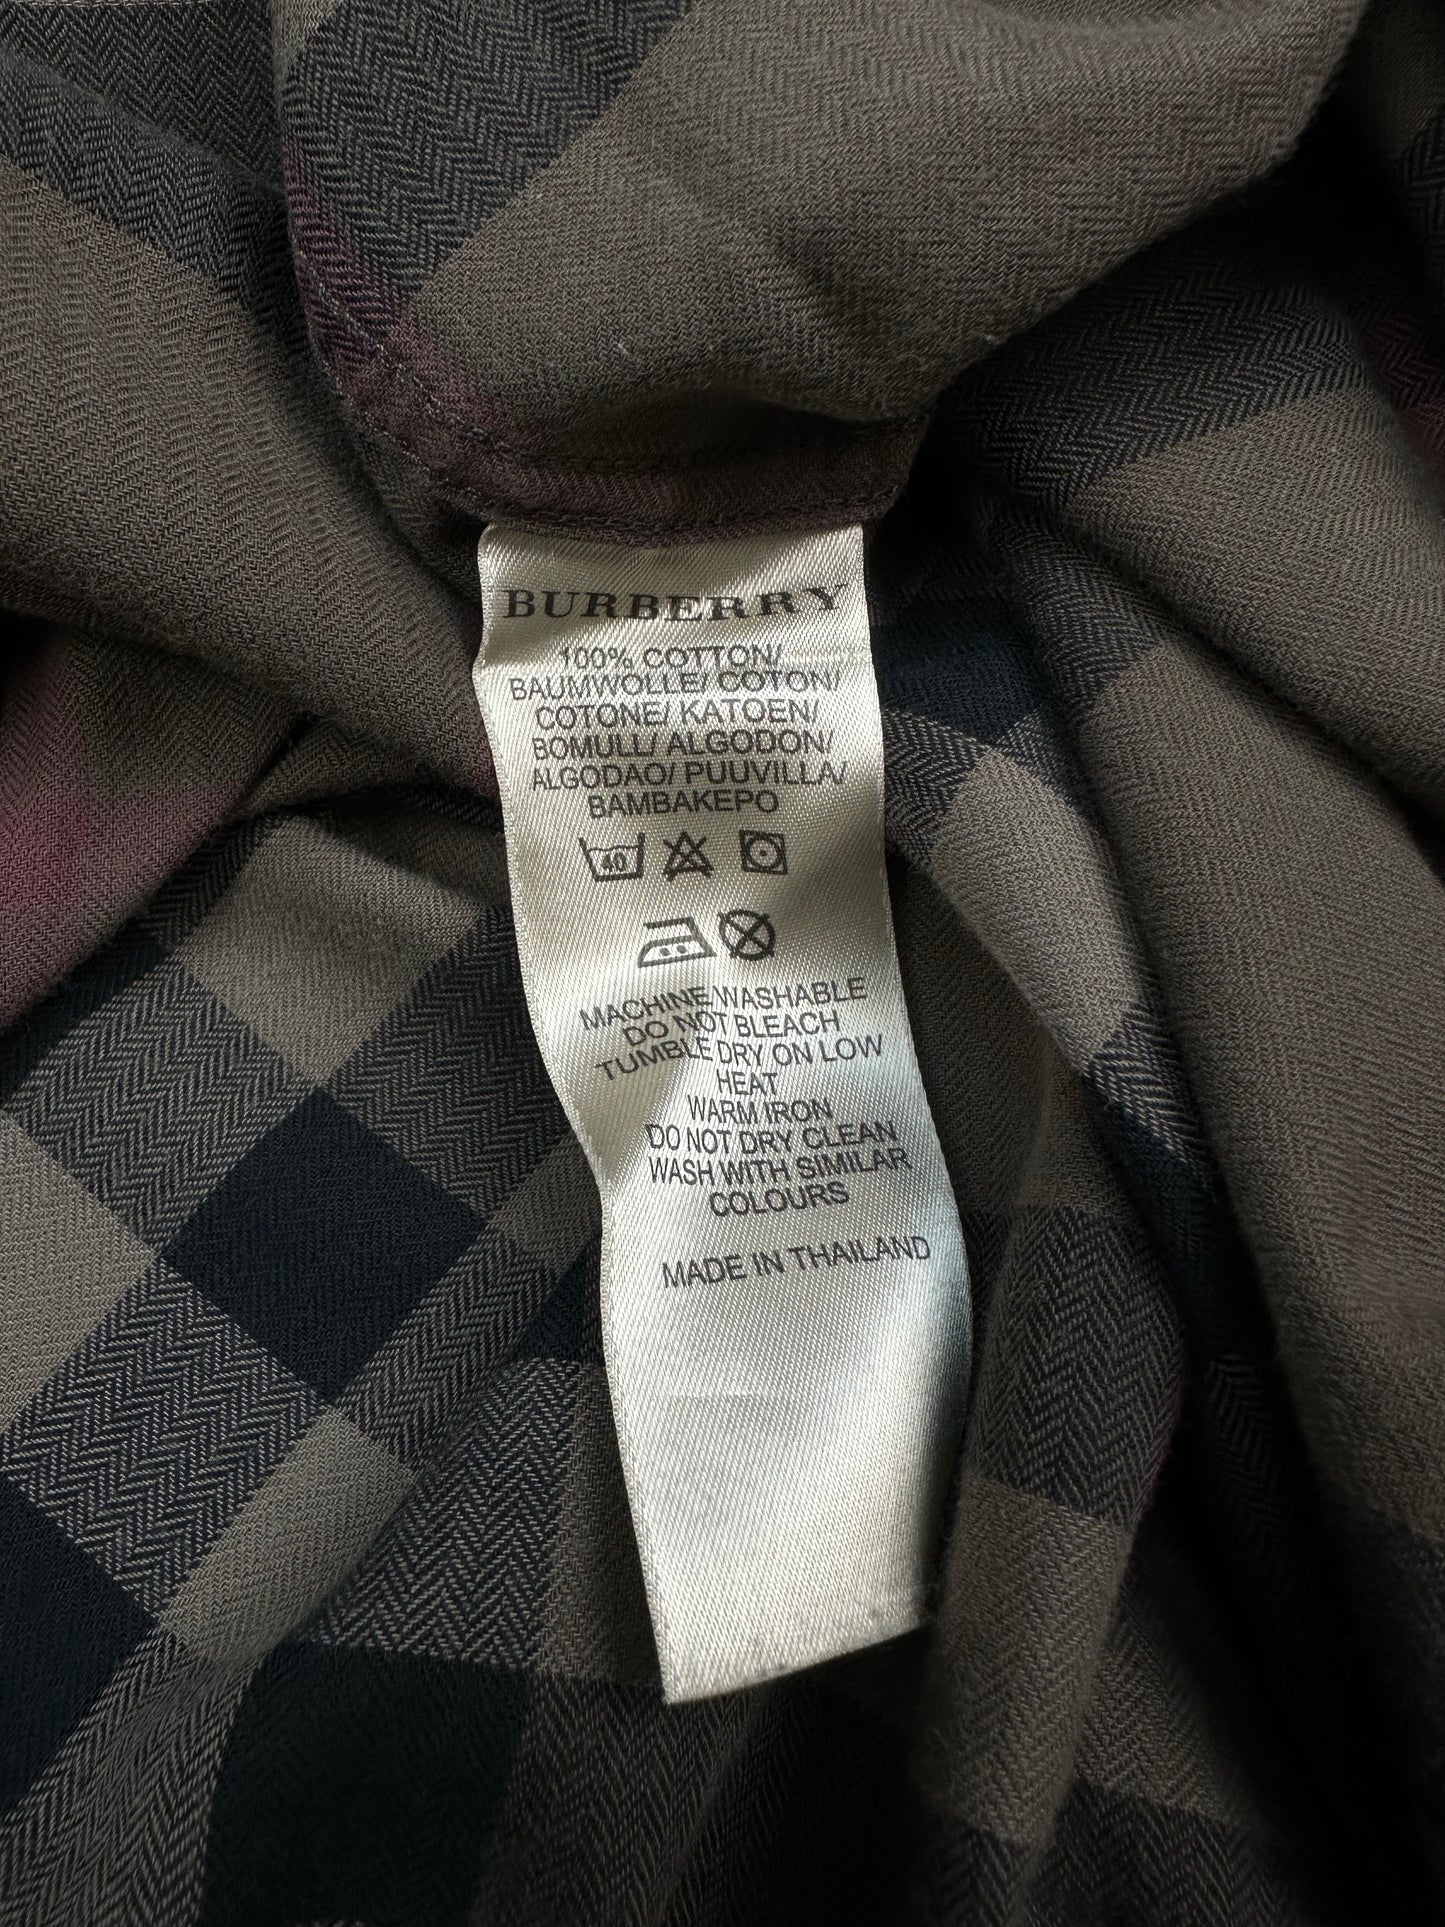 BURBERRY
100% COTTON/
BAUMWOLLE/ COTON/
COTONE/ KATOEN/
BOMULL/ ALGODON/
ALGODAO/ PUUVILLA/
BAMBAKEPO
40
MACHINE WASHABLE
DO NOT BLEACH
TUMBLE DRY ON LOW
HEAT
WARM IRON
DO NOT DRY CLEAN
WASH WITH SIMILAR
COLOURS
MADE IN THAILAND